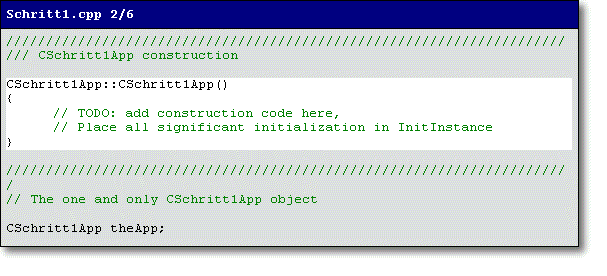 Schritt1.cpp 2/6
///////////////////////////////////////////////////////////////////////
/// CSchritt1App construction
CSchritt1App::CSchritt1App()
{
// TODO: add construction code here,
// Place all significant initialization in InitInstance
}
///////////////////////////////////////////////////////////////////////
/
// The one and only CSchritt1App object
CSchritt1App theApp;